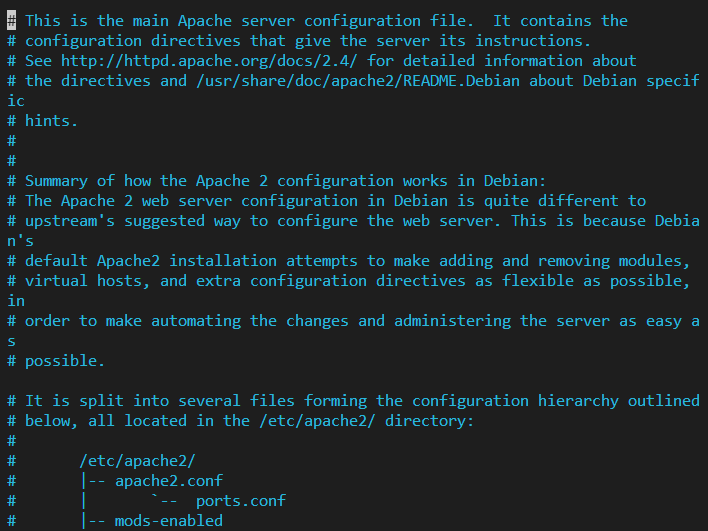 # This is the main Apache server configuration file.  It contains the
# configuration directives that give the server its instructions.
# See http://httpd.apache.org/docs/2.4/ for detailed information about
# the directives and /usr/share/doc/apache2/README.Debian about Debian specif
ic
# hints.
#
#
# Summary of how the Apache 2 configuration works in Debian:
# The Apache 2 web server configuration in Debian is quite different to
# upstream's suggested way to configure the web server. This is because Debia
n's
# default Apache2 installation attempts to make adding and removing modules,
# virtual hosts, and extra configuration directives as flexible as possible,
in
# order to make automating the changes and administering the server as easy a
s
# possible.

# It is split into several files forming the configuration hierarchy outlined
# below, all located in the /etc/apache2/ directory:
#
#       /etc/apache2/
#       |-- apache2.conf
#       |       `--  ports.conf
#       |-- mods-enabled